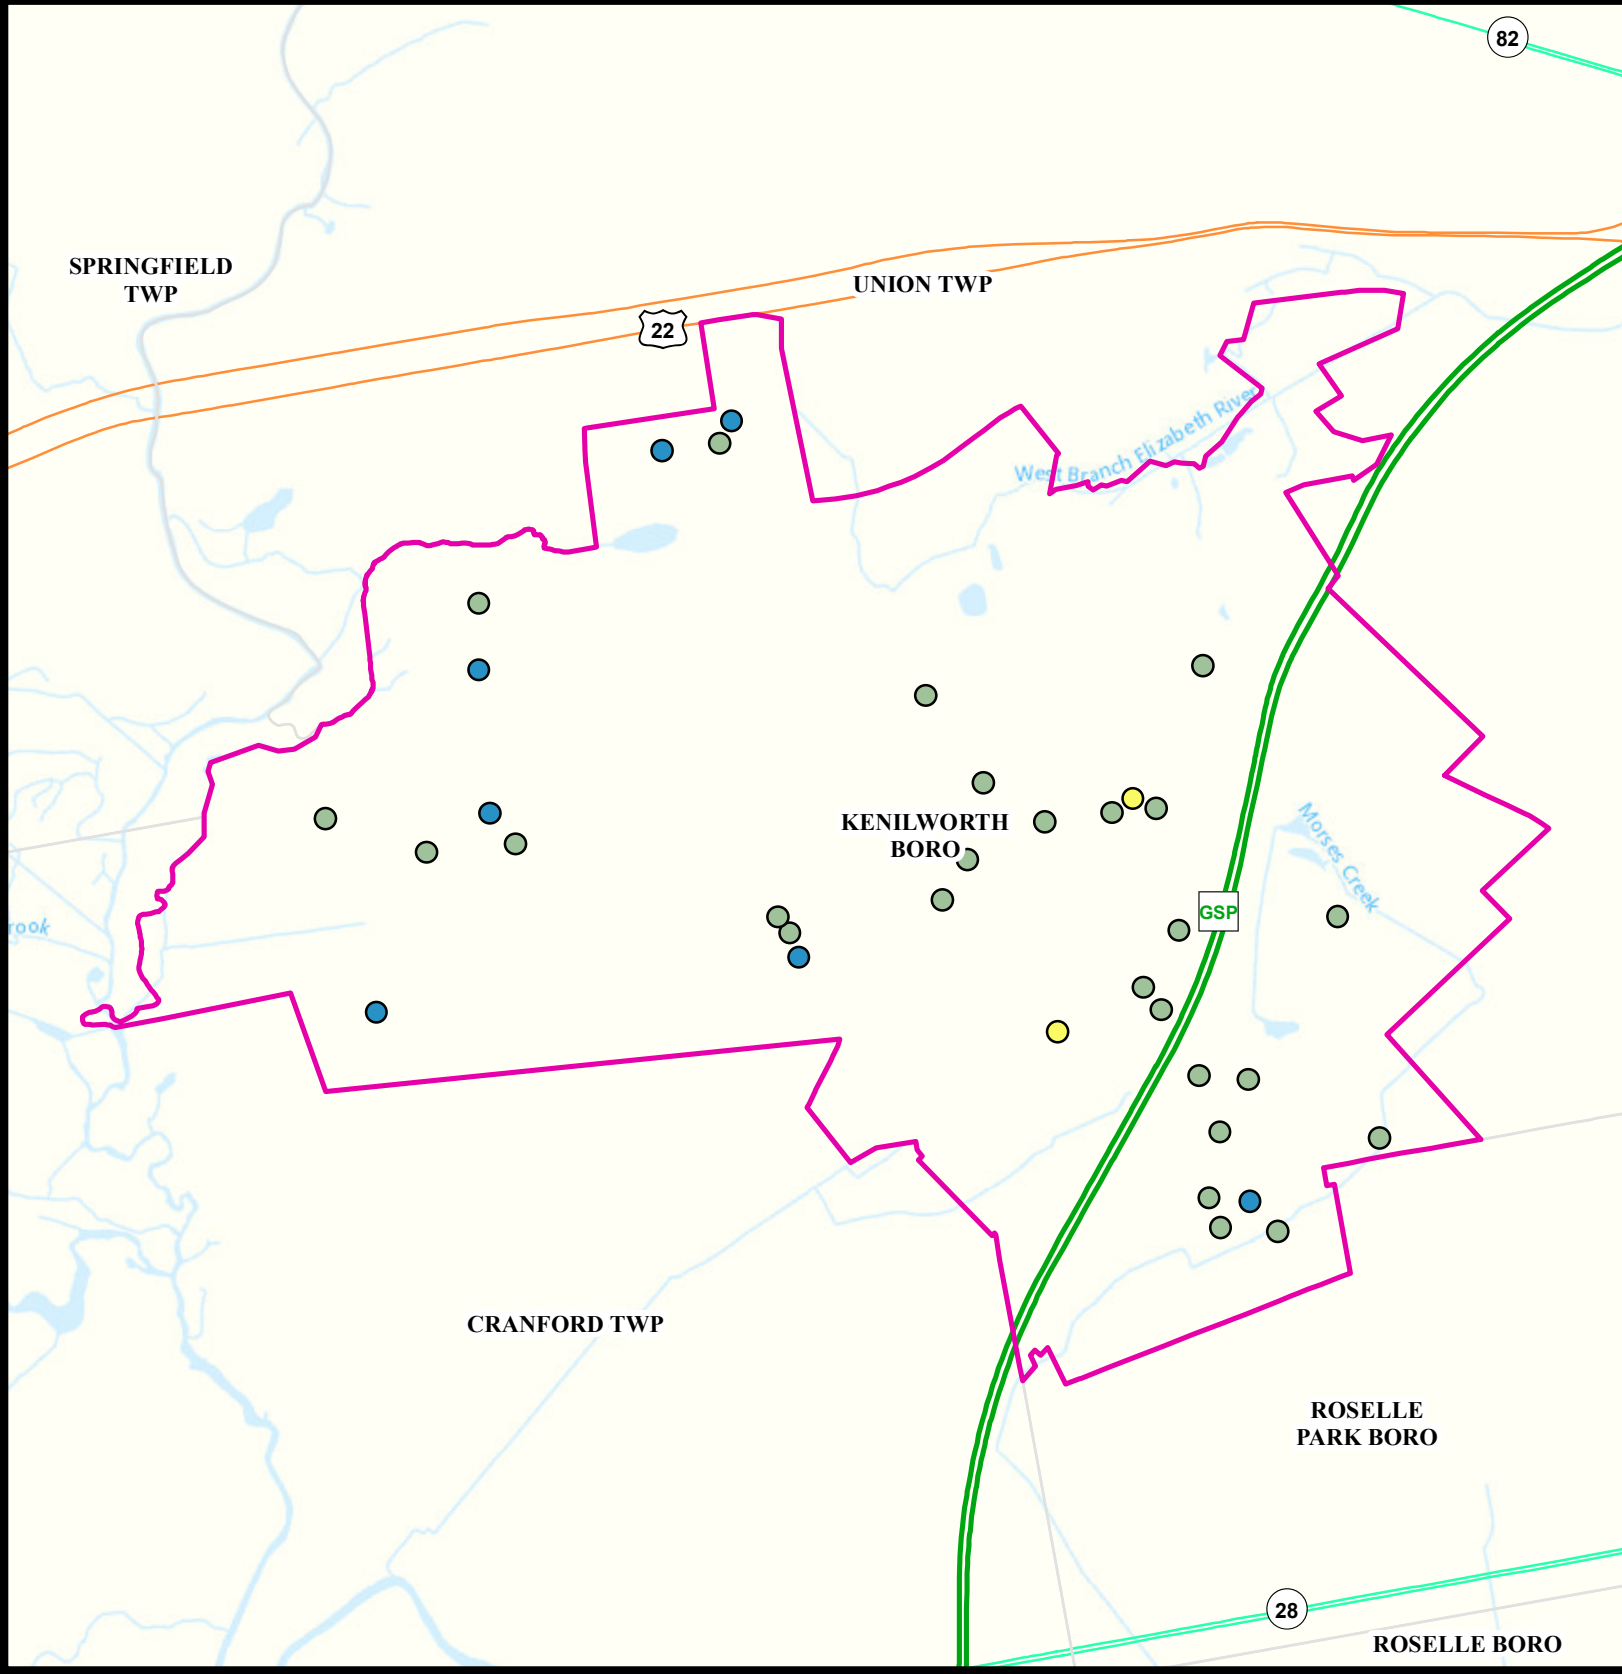 82
SPRINGFIELD
TWP
UNION TWP
22
West Branch Elizabeth River
KENILWORTH
BORO
Morses Creek
GSP
rook
CRANFORD TWP
ROSELLE
PARK BORO
28
ROSELLE BORO